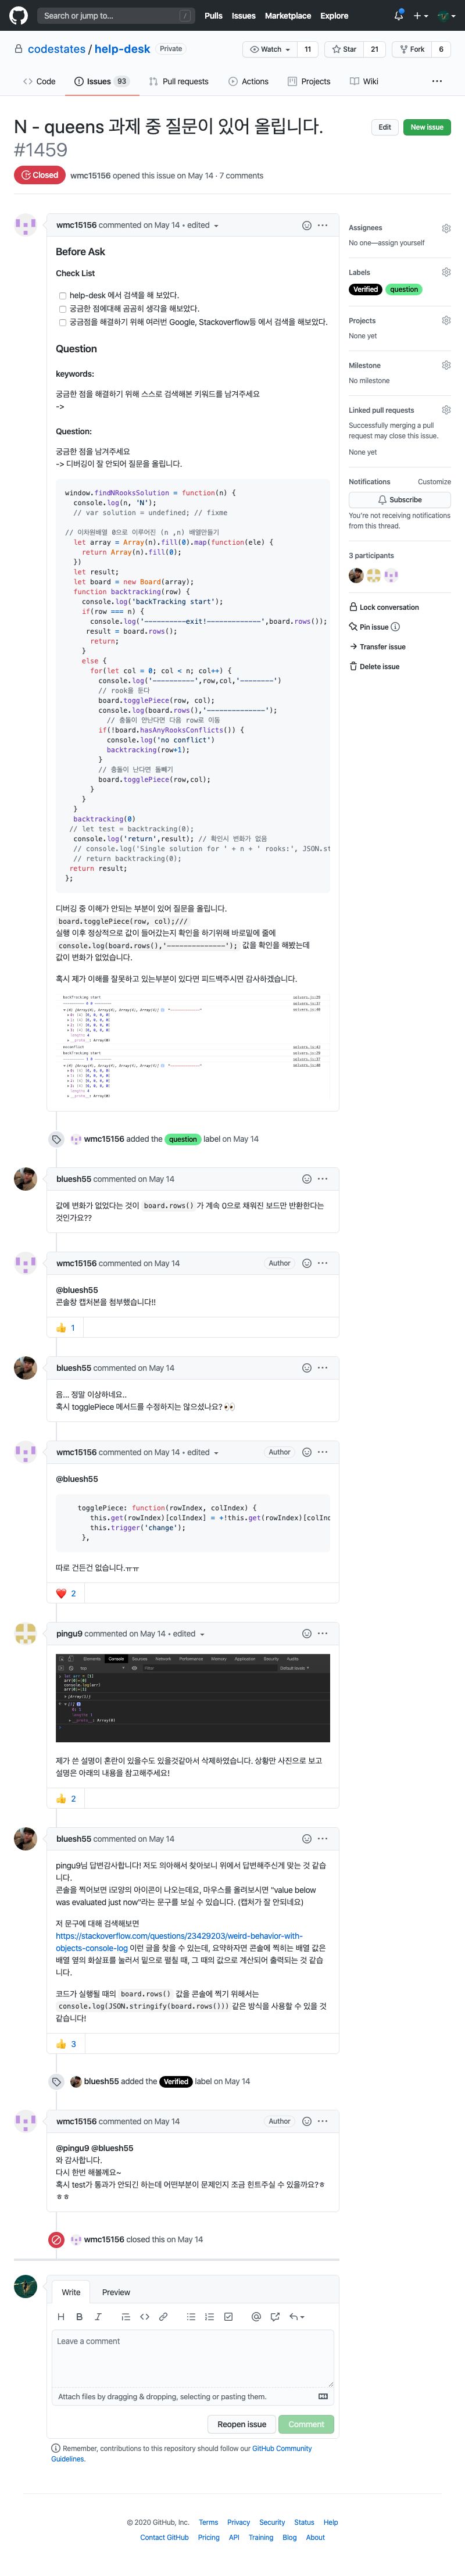 Search or jump to...
/
Pulls Issues Marketplace Explore
codestates / help-desk Private
Watch 11 Star 21 Fork 6
Code Issues 93 Pull requests Actions Projects Wiki
N - queens 과제 중 질문이 있어 올립니다.
#1459
Edit New issue
Closed wmc15156 opened this issue on May 14 · 7 comments
wmc15156 commented on May 14 • edited
Before Ask
Check List
help-desk 에서 검색을 해 보았다.
궁금한 점에대해 곰곰히 생각을 해보았다.
궁금점을 해결하기 위해 여러번 Google, Stackoverflow등 에서 검색을 해보았다.
Question
keywords:
궁금한 점을 해결하기 위해 스스로 검색해본 키워드를 남겨주세요
->
Question:
궁금한 점을 남겨주세요
-> 디버깅이 잘 안되어 질문을 올립니다.
window.findNRooksSolution = function(n) {
console.log(n, 'N');
// var solution = undefined; // fixme
// 이차원배열 0으로 이루어진 (n ,n) 배열만들기
let array = Array(n).fill(0).map(function(ele) {
return Array(n).fill(0);
})
let result;
let board = new Board(array);
function backtracking(row) {
console.log('backTracking start');
if(row === n) {
console.log('----------exit!-------------',board.rows());
result = board.rows();
return;
}
else {
for(let col = 0; col < n; col++) {
console.log('----------',row,col,'--------')
// rook을 둔다
board.togglePiece(row, col);
console.log(board.rows(),'--------------');
// 충돌이 안난다면 다음 row로 이동
if(!board.hasAnyRooksConflicts()) {
console.log('no conflict')
backtracking(row+1);
}
// 충돌이 난다면 돌빼기
board.togglePiece(row,col);
}
}
}
backtracking(0)
// let test = backtracking(0);
console.log('return',result); // 확인시 변화가 없음
// console.log('Single solution for ' + n + ' rooks:', JSON.st
// return backtracking(0);
return result;
};
디버깅 중 이해가 안되는 부분이 있어 질문을 올립니다.
board.togglePiece(row, col);///
실행 이후 정상적으로 값이 들어갔는지 확인을 하기위해 바로밑에 줄에
console.log(board.rows(),'--------------'); 값을 확인을 해봤는데
값이 변화가 없었습니다.
혹시 제가 이해를 잘못하고 있는부분이 있다면 피드백주시면 감사하겠습니다.
wmc15156 added the question label on May 14
bluesh55 commented on May 14
값에 변화가 없었다는 것이 board.rows() 가 계속 0으로 채워진 보드만 반환한다는
것인가요??
wmc15156 commented on May 14 Author
@bluesh55
콘솔창 캡처본을 첨부했습니다!!
👍 1
bluesh55 commented on May 14
음... 정말 이상하네요..
혹시 togglePiece 메서드를 수정하지는 않으셨나요? 👀
wmc15156 commented on May 14 • edited Author
@bluesh55
togglePiece: function(rowIndex, colIndex) {
this.get(rowIndex)[colIndex] = +!this.get(rowIndex)[colInd
this.trigger('change');
},
따로 건든건 없습니다.ㅠㅠ
❤️ 2
pingu9 commented on May 14 • edited
제가 쓴 설명이 혼란이 있을수도 있을것같아서 삭제하였습니다. 상황만 사진으로 보고
설명은 아래의 내용을 참고해주세요!
👍 2
bluesh55 commented on May 14
pingu9님 답변감사합니다! 저도 의아해서 찾아보니 위에서 답변해주신게 맞는 것 같습니
다.
콘솔을 찍어보면 i모양의 아이콘이 나오는데요, 마우스를 올려보시면 "value below
was evaluated just now"라는 문구를 보실 수 있습니다. (캡쳐가 잘 안되네요)
저 문구에 대해 검색해보면
https://stackoverflow.com/questions/23429203/weird-behavior-with-
objects-console-log 이런 글을 찾을 수 있는데, 요약하자면 콘솔에 찍히는 배열 값은
배열 옆의 화살표를 눌러서 밑으로 펼칠 때, 그 때의 값으로 계산되어 출력되는 것 같습니
다.
코드가 실행될 때의 board.rows() 값을 콘솔에 찍기 위해서는
console.log(JSON.stringify(board.rows())) 같은 방식을 사용할 수 있을 것
같습니다!
👍 3
bluesh55 added the Verified label on May 14
wmc15156 commented on May 14 Author
@pingu9 @bluesh55
와 감사합니다.
다시 한번 해볼께요~
혹시 test가 통과가 안되긴 하는데 어떤부분이 문제인지 조금 힌트주실 수 있을까요?ㅎ
ㅎㅎ
wmc15156 closed this on May 14
Write Preview
Leave a comment
Attach files by dragging & dropping, selecting or pasting them.
Reopen issue Comment
Remember, contributions to this repository should follow our GitHub Community
Guidelines.
Assignees
No one—assign yourself
Labels
Verified question
Projects
None yet
Milestone
No milestone
Linked pull requests
Successfully merging a pull
request may close this issue.
None yet
Notifications Customize
Subscribe
You're not receiving notifications
from this thread.
3 participants
Lock conversation
Pin issue
Transfer issue
Delete issue
© 2020 GitHub, Inc. Terms Privacy Security Status Help
Contact GitHub Pricing API Training Blog About